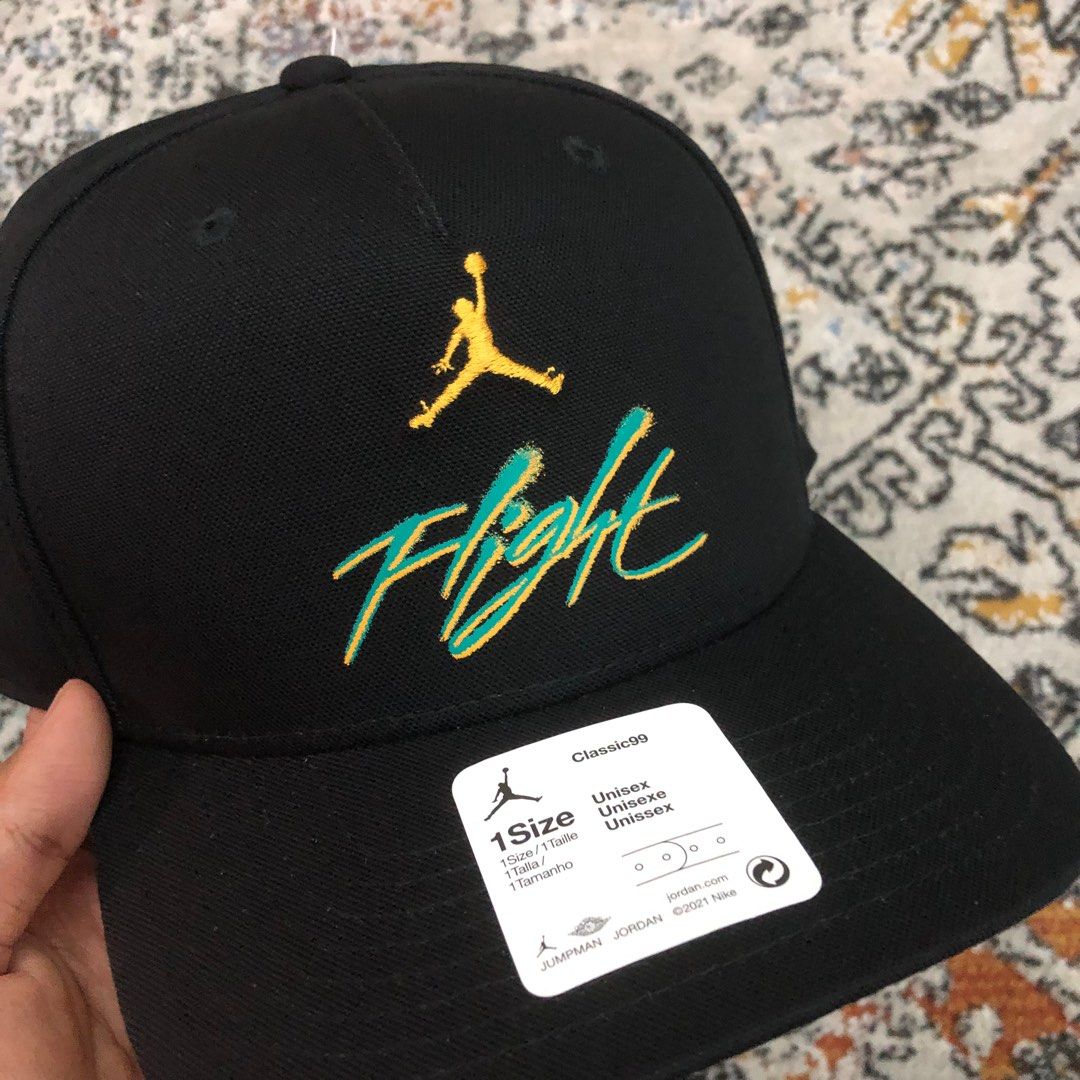 Flight
Classic99
1Size
1Size/1Taille
1Talla/
1Tamanho
Unisex
Unisexe
Unissex
jordan.com
JUMPMAN JORDAN ©2021 Nike